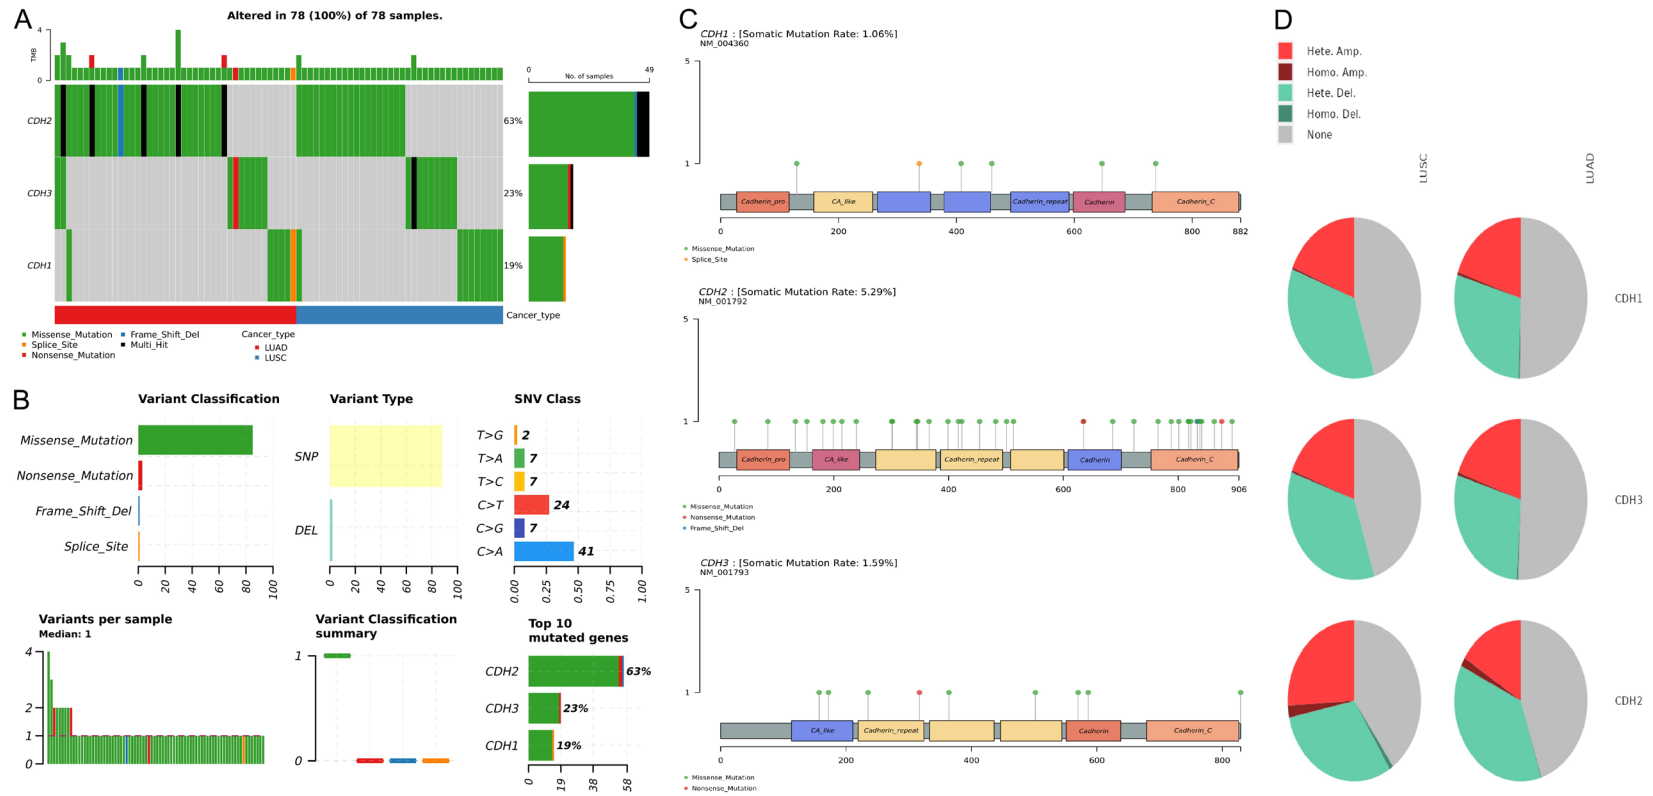 A
Altered in 78 (100%) of 78 samples.
4
TMB
0
0
No. of samples
49
CDH2
63%
CDH3
23%
CDH1
19%
Cancer_type
Missense_Mutation
Splice_Site
Nonsense_Mutation
Frame_Shift_Del
Multi_Hit
Cancer_type
LUAD
LUSC
B
Variant Classification
Missense_Mutation
Nonsense_Mutation
Frame_Shift_Del
Splice_Site
0 20 40 60 80 100
Variant Type
SNP
DEL
0 20 40 60 80 100
SNV Class
T>G 2
T>A 7
T>C 7
C>T 24
C>G 7
C>A 41
0.00 0.25 0.50 0.75 1.00
Variants per sample
Median: 1
4
2
1
0
Variant Classification
summary
1
0
Top 10
mutated genes
CDH2 63%
CDH3 23%
CDH1 19%
0 19 38 58
C
CDH1 : [Somatic Mutation Rate: 1.06%]
NM_004360
5
1
Cadherin_pro CA_like Cadherin_repeat Cadherin Cadherin_C
0 200 400 600 800 882
Missense_Mutation
Splice_Site
CDH2 : [Somatic Mutation Rate: 5.29%]
NM_001792
5
1
Cadherin_pro CA_like Cadherin_repeat Cadherin Cadherin_C
0 200 400 600 800 906
Missense_Mutation
Nonsense_Mutation
Frame_Shift_Del
CDH3 : [Somatic Mutation Rate: 1.59%]
NM_001793
5
1
CA_like Cadherin_repeat Cadherin Cadherin_C
0 200 400 600 800
Missense_Mutation
Nonsense_Mutation
D
Hete. Amp.
Homo. Amp.
Hete. Del.
Homo. Del.
None
LUSC
LUAD
CDH1
CDH3
CDH2